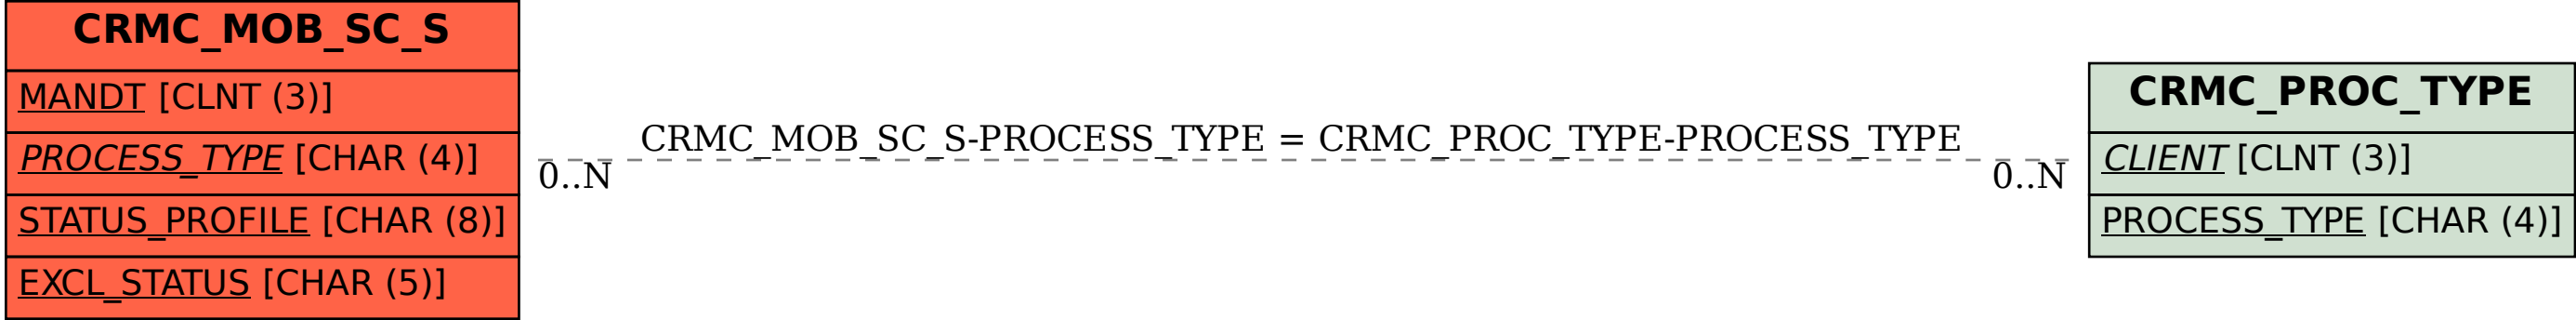 CRMC_MOB_SC_S
MANDT [CLNT (3)]
PROCESS_TYPE [CHAR (4)]
STATUS_PROFILE [CHAR (8)]
EXCL_STATUS [CHAR (5)]
CRMC_MOB_SC_S-PROCESS_TYPE = CRMC_PROC_TYPE-PROCESS_TYPE
0..N
0..N
CRMC_PROC_TYPE
CLIENT [CLNT (3)]
PROCESS_TYPE [CHAR (4)]